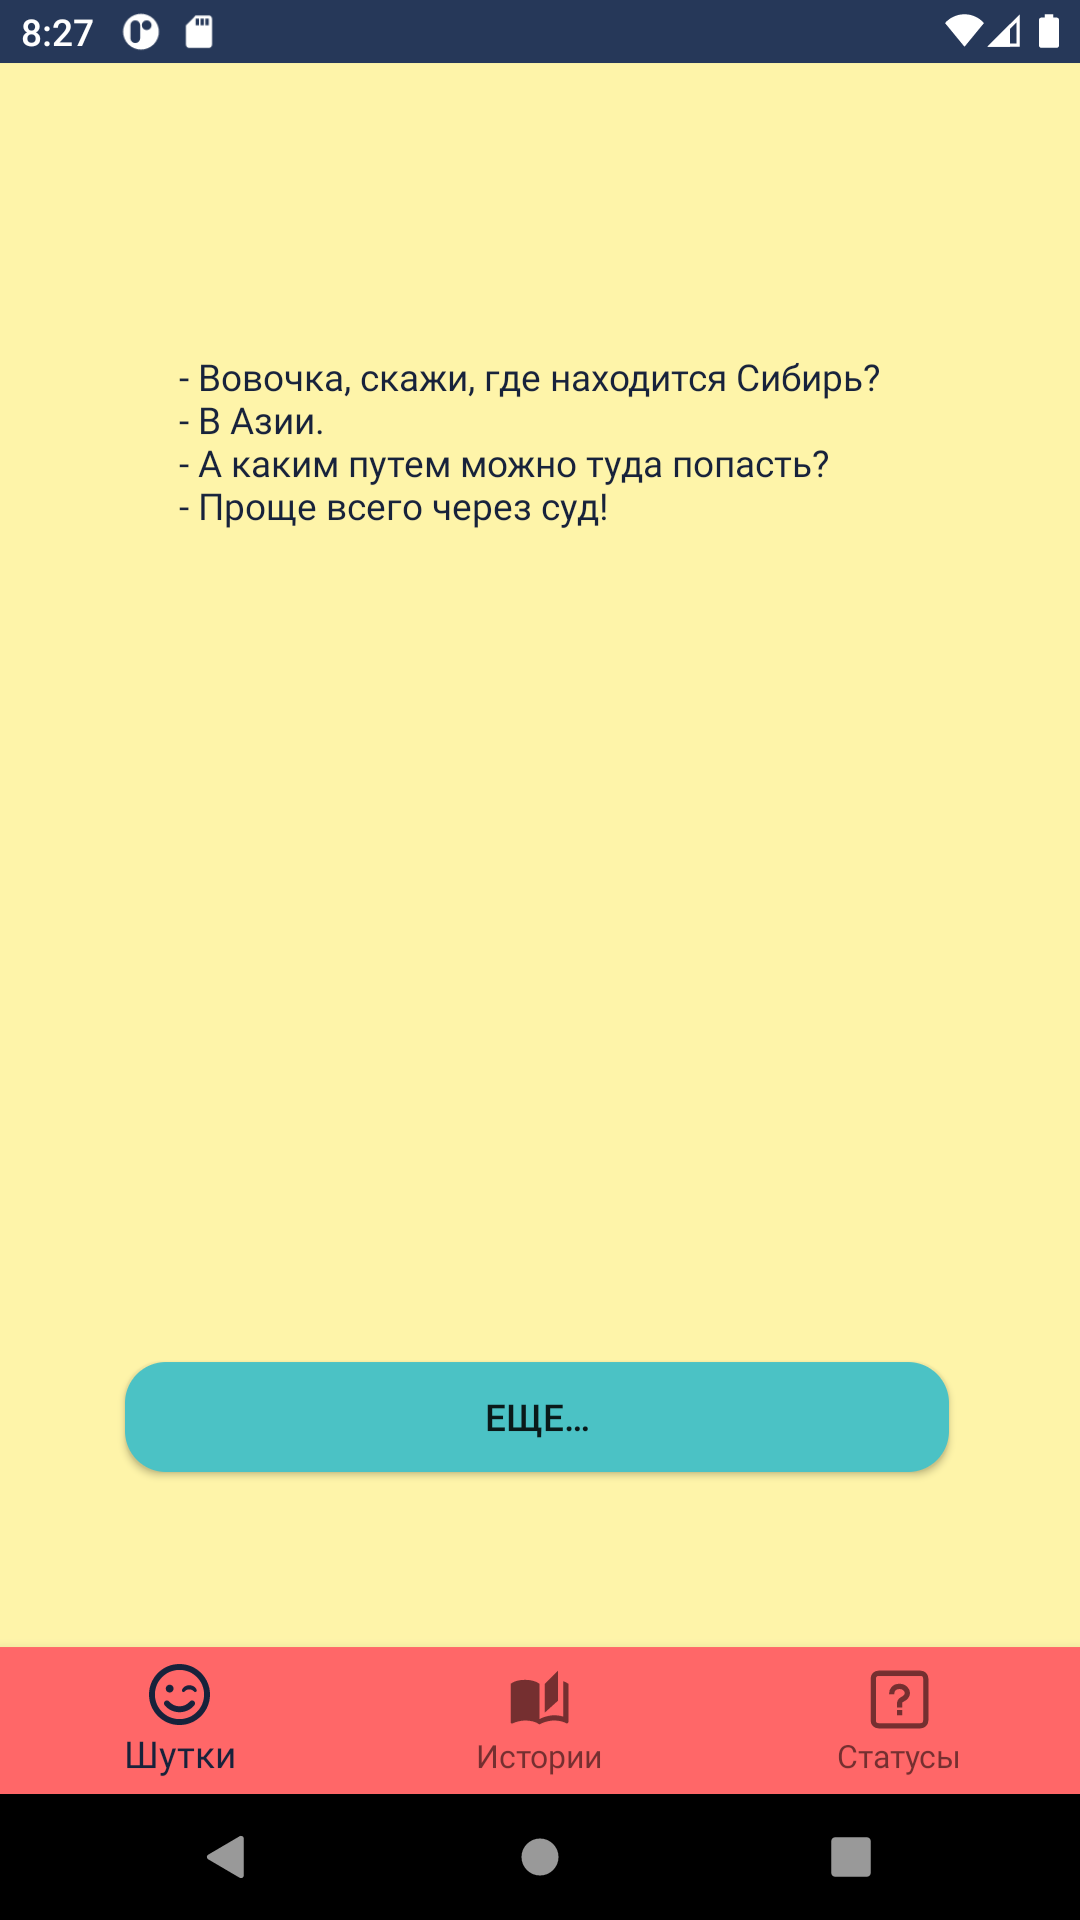 8:27
- Вовочка, скажи, где находится Сибирь?
- В Азии.
- А каким путем можно туда попасть?
- Проще всего через суд!
ЕЩЕ...
Шутки
Истории
Статусы